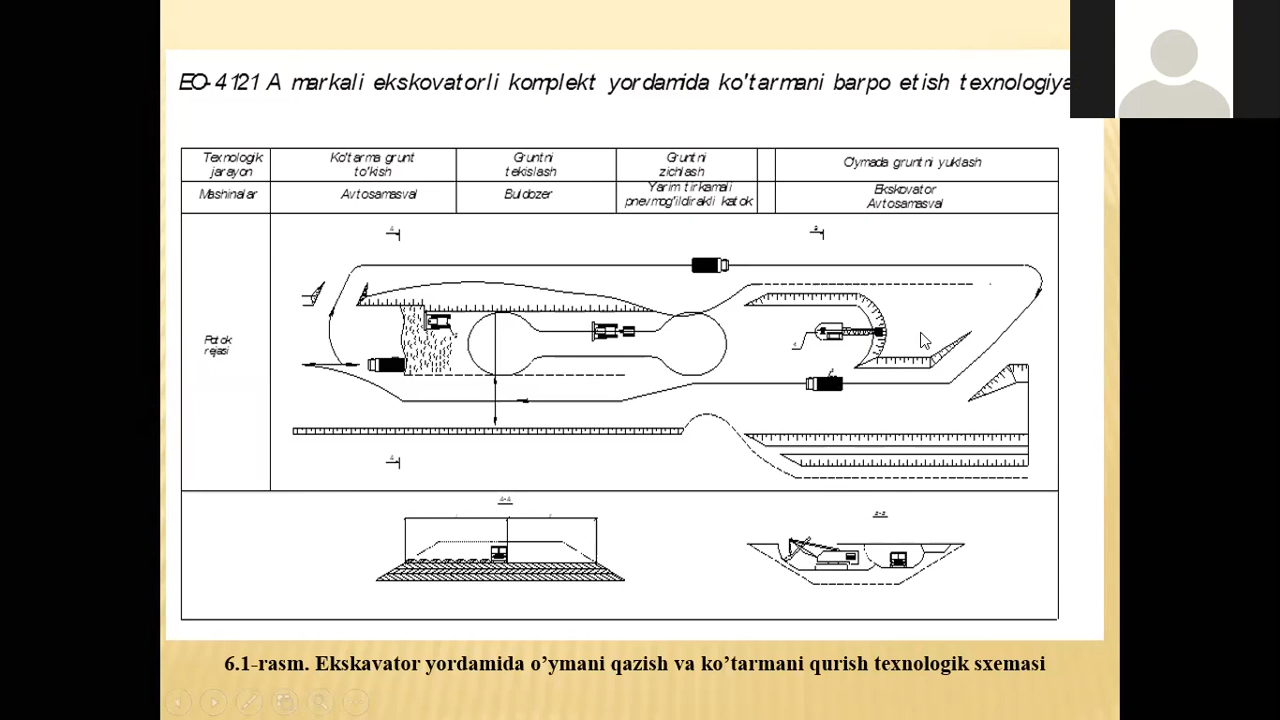 EO-4121 A markali ekskovatorli komplekt yordamida ko'tarmani barpo etish texnologiya
Texnologik jarayon
Ko'tarma grunt to'kish
Gruntni tekislash
Gruntni zichlash
O'ymada gruntni yuklash
Mashinalar
Avtosamasval
Buldozer
Yarim tirkamali pnevmog'ildirakli katok
Ekskovator Avtosamasval
Potok rejasi
6.1-rasm. Ekskavator yordamida o’ymani qazish va ko’tarmani qurish texnologik sxemasi